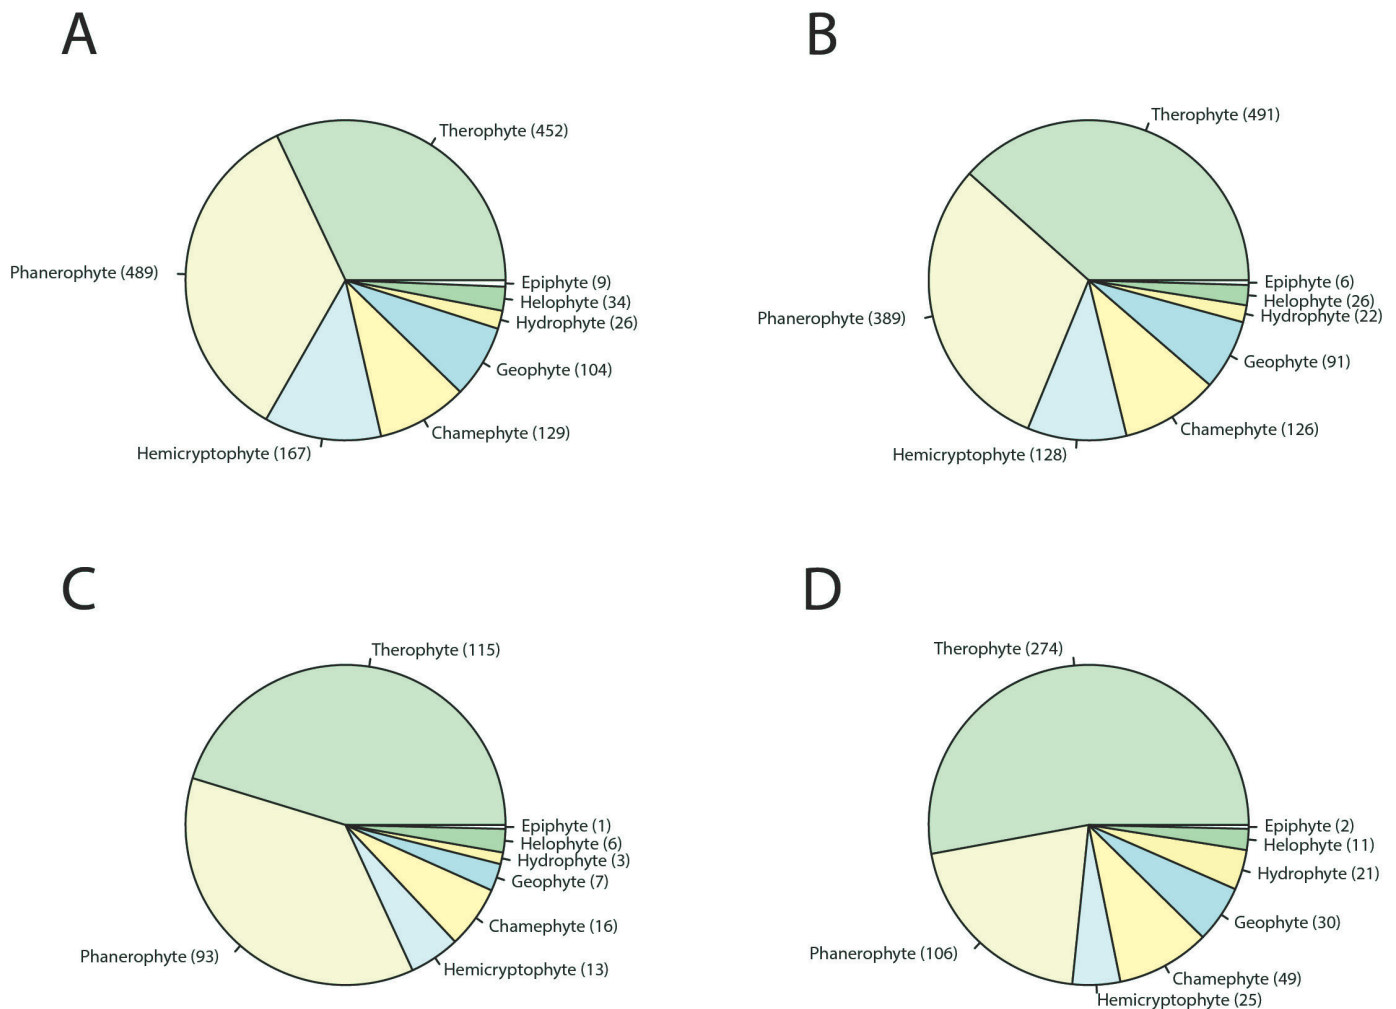 A
Therophyte (452)
Phanerophyte (489)
Epiphyte (9)
Helophyte (34)
Hydrophyte (26)
Geophyte (104)
Chamephyte (129)
Hemicryptophyte (167)
B
Therophyte (491)
Phanerophyte (389)
Epiphyte (6)
Helophyte (26)
Hydrophyte (22)
Geophyte (91)
Chamephyte (126)
Hemicryptophyte (128)
C
Therophyte (115)
Epiphyte (1)
Helophyte (6)
Hydrophyte (3)
Geophyte (7)
Chamephyte (16)
Phanerophyte (93)
Hemicryptophyte (13)
D
Therophyte (274)
Epiphyte (2)
Helophyte (11)
Hydrophyte (21)
Geophyte (30)
Phanerophyte (106)
Chamephyte (49)
Hemicryptophyte (25)